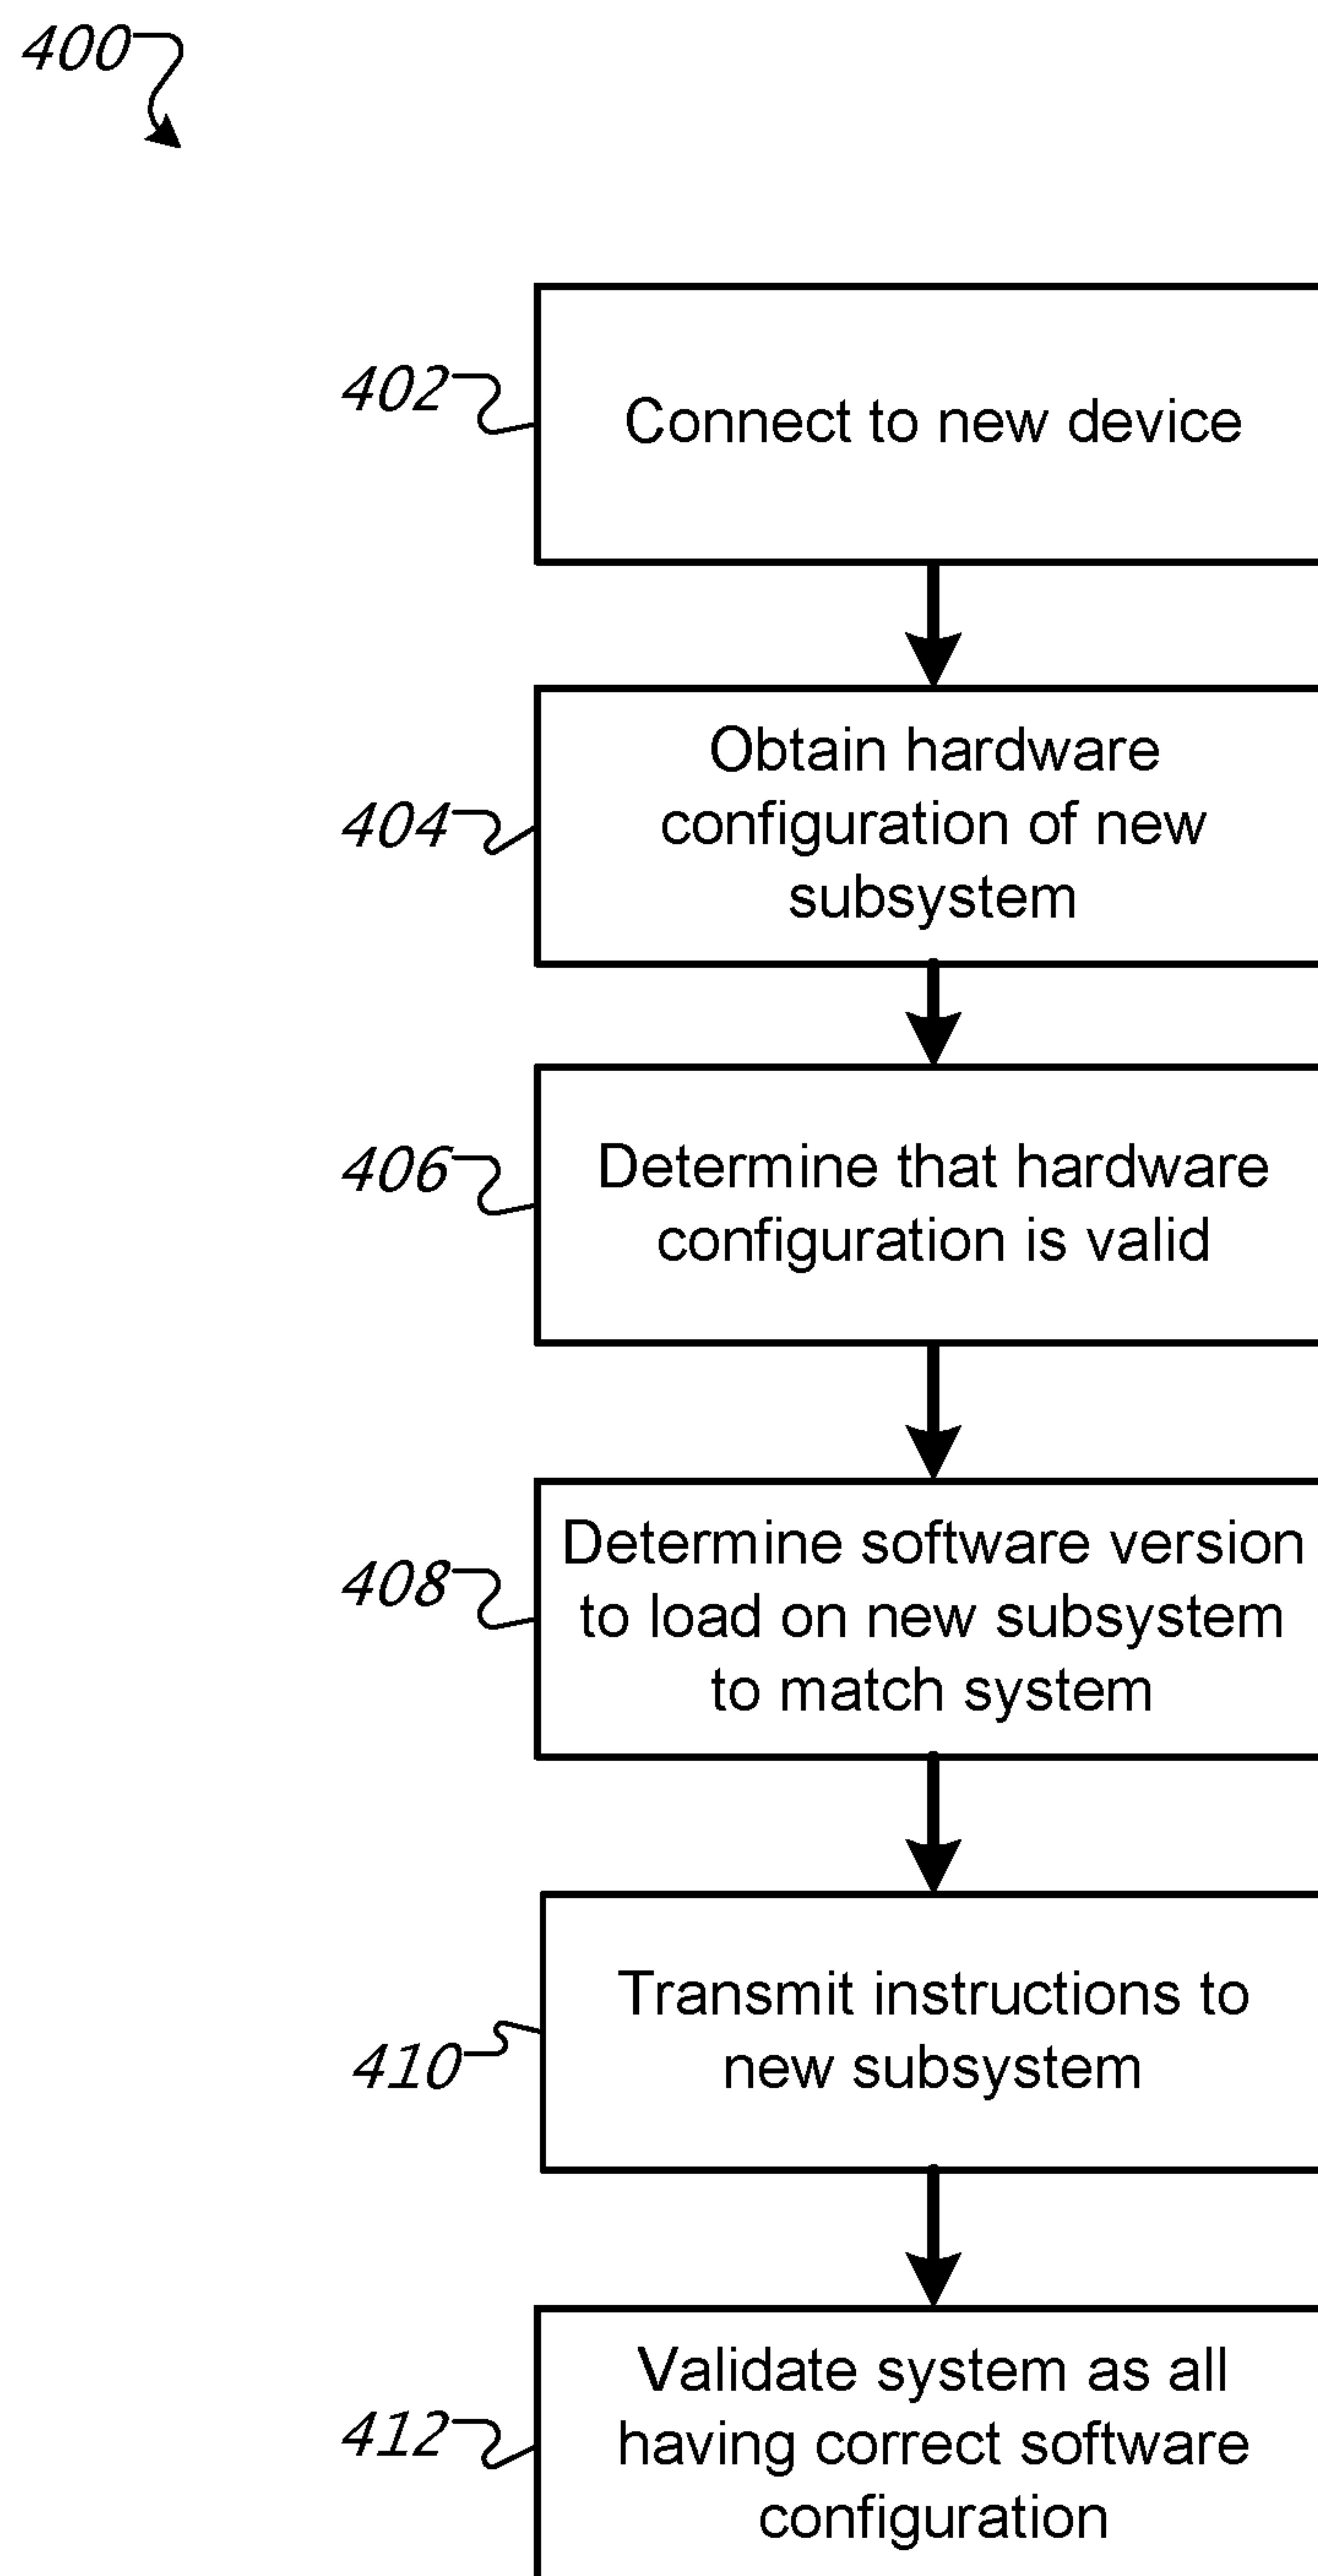 400
402
Connect to new device
404
Obtain hardware
configuration of new
subsystem
406
Determine that hardware
configuration is valid
408
Determine software version
to load on new subsystem
to match system
410
Transmit instructions to
new subsystem
412
Validate system as all
having correct software
configuration